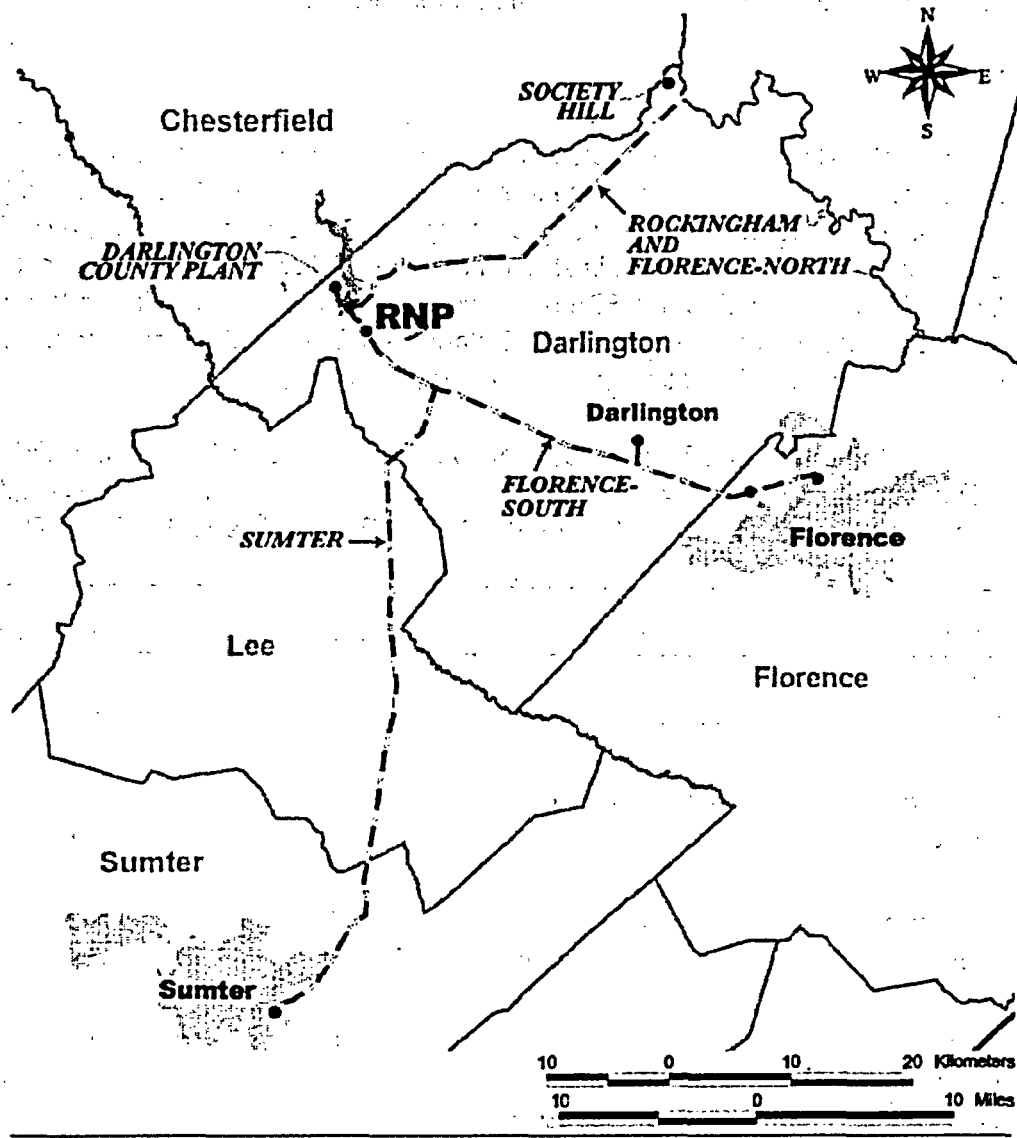 N
W E
S
SOCIETY
HILL
Chesterfield
ROCKINGHAM
AND
FLORENCE-NORTH
DARLINGTON
COUNTY PLANT
RNP
Darlington
Darlington
FLORENCE-
SOUTH
Florence
SUMTER
Lee
Florence
Sumter
Sumter
10 0 10 20 Kilometers
10 0 10 Miles